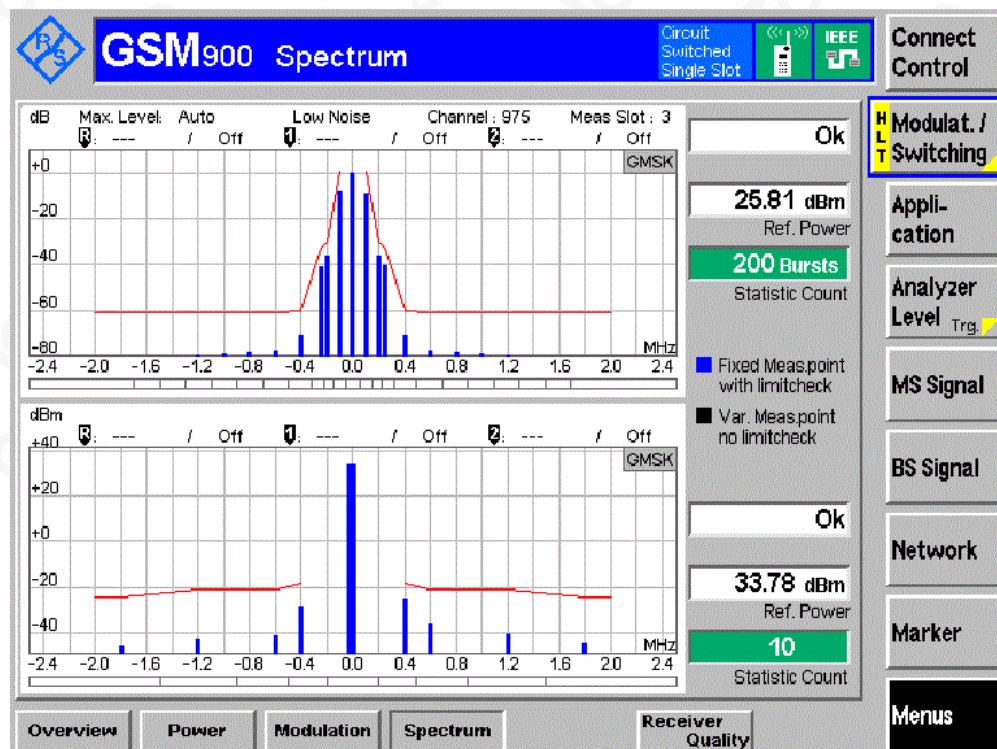 R&S
GSM900 Spectrum
Circuit
Switched
Single Slot
IEEE
Connect
Control
dB Max. Level: Auto Low Noise Channel : 975 Meas Slot : 3
R: --- / Off 1: --- / Off 2: --- / Off
GMSK
+0
-20
-40
-60
-80
MHz
-2.4 -2.0 -1.6 -1.2 -0.8 -0.4 0.0 0.4 0.8 1.2 1.6 2.0 2.4
Ok
25.81 dBm
Ref. Power
200 Bursts
Statistic Count
Fixed Meas.point
with limitcheck
Var. Meas.point
no limitcheck
dBm
R: --- / Off 1: --- / Off 2: --- / Off
GMSK
+40
+20
+0
-20
-40
MHz
-2.4 -2.0 -1.6 -1.2 -0.8 -0.4 0.0 0.4 0.8 1.2 1.6 2.0 2.4
Ok
33.78 dBm
Ref. Power
10
Statistic Count
HLT
Modulat. /
Switching
Appli-
cation
Analyzer
Level Trg.
MS Signal
BS Signal
Network
Marker
Menus
Overview Power Modulation Spectrum Receiver
Quality